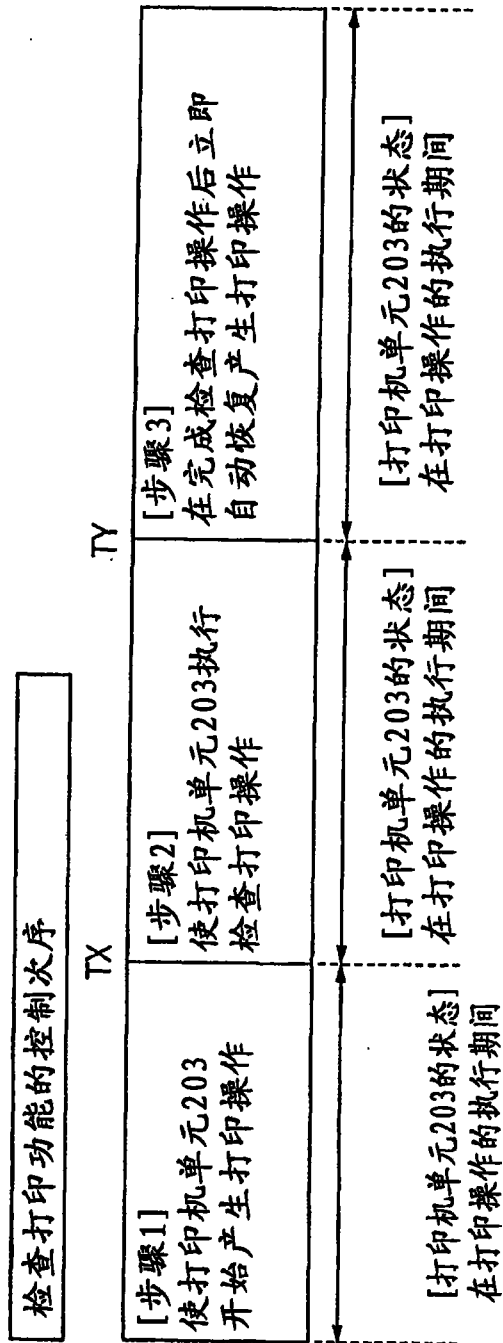 检查打印功能的控制次序
TX
TY
[步骤1]
使打印机单元203
开始产生打印操作
[步骤2]
使打印机单元203执行
检查打印操作
[步骤3]
在完成检查打印操作后立即
自动恢复产生打印操作
[打印机单元203的状态]
在打印操作的执行期间
[打印机单元203的状态]
在打印操作的执行期间
[打印机单元203的状态]
在打印操作的执行期间